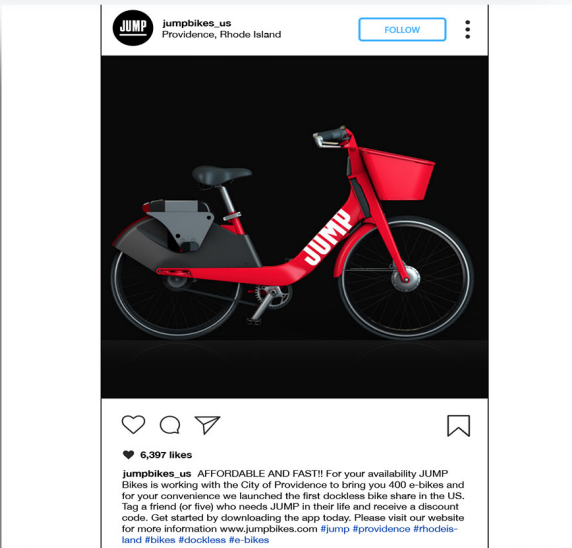 JUMP
jumpbikes_us
Providence, Rhode Island
FOLLOW
JUMP
6,397 likes
jumpbikes_us AFFORDABLE AND FAST!! For your availability JUMP
Bikes is working with the City of Providence to bring you 400 e-bikes and
for your convenience we launched the first dockless bike share in the US.
Tag a friend (or five) who needs JUMP in their life and receive a discount
code. Get started by downloading the app today. Please visit our website
for more information www.jumpbikes.com #jump #providence #rhodeis-
land #bikes #dockless #e-bikes